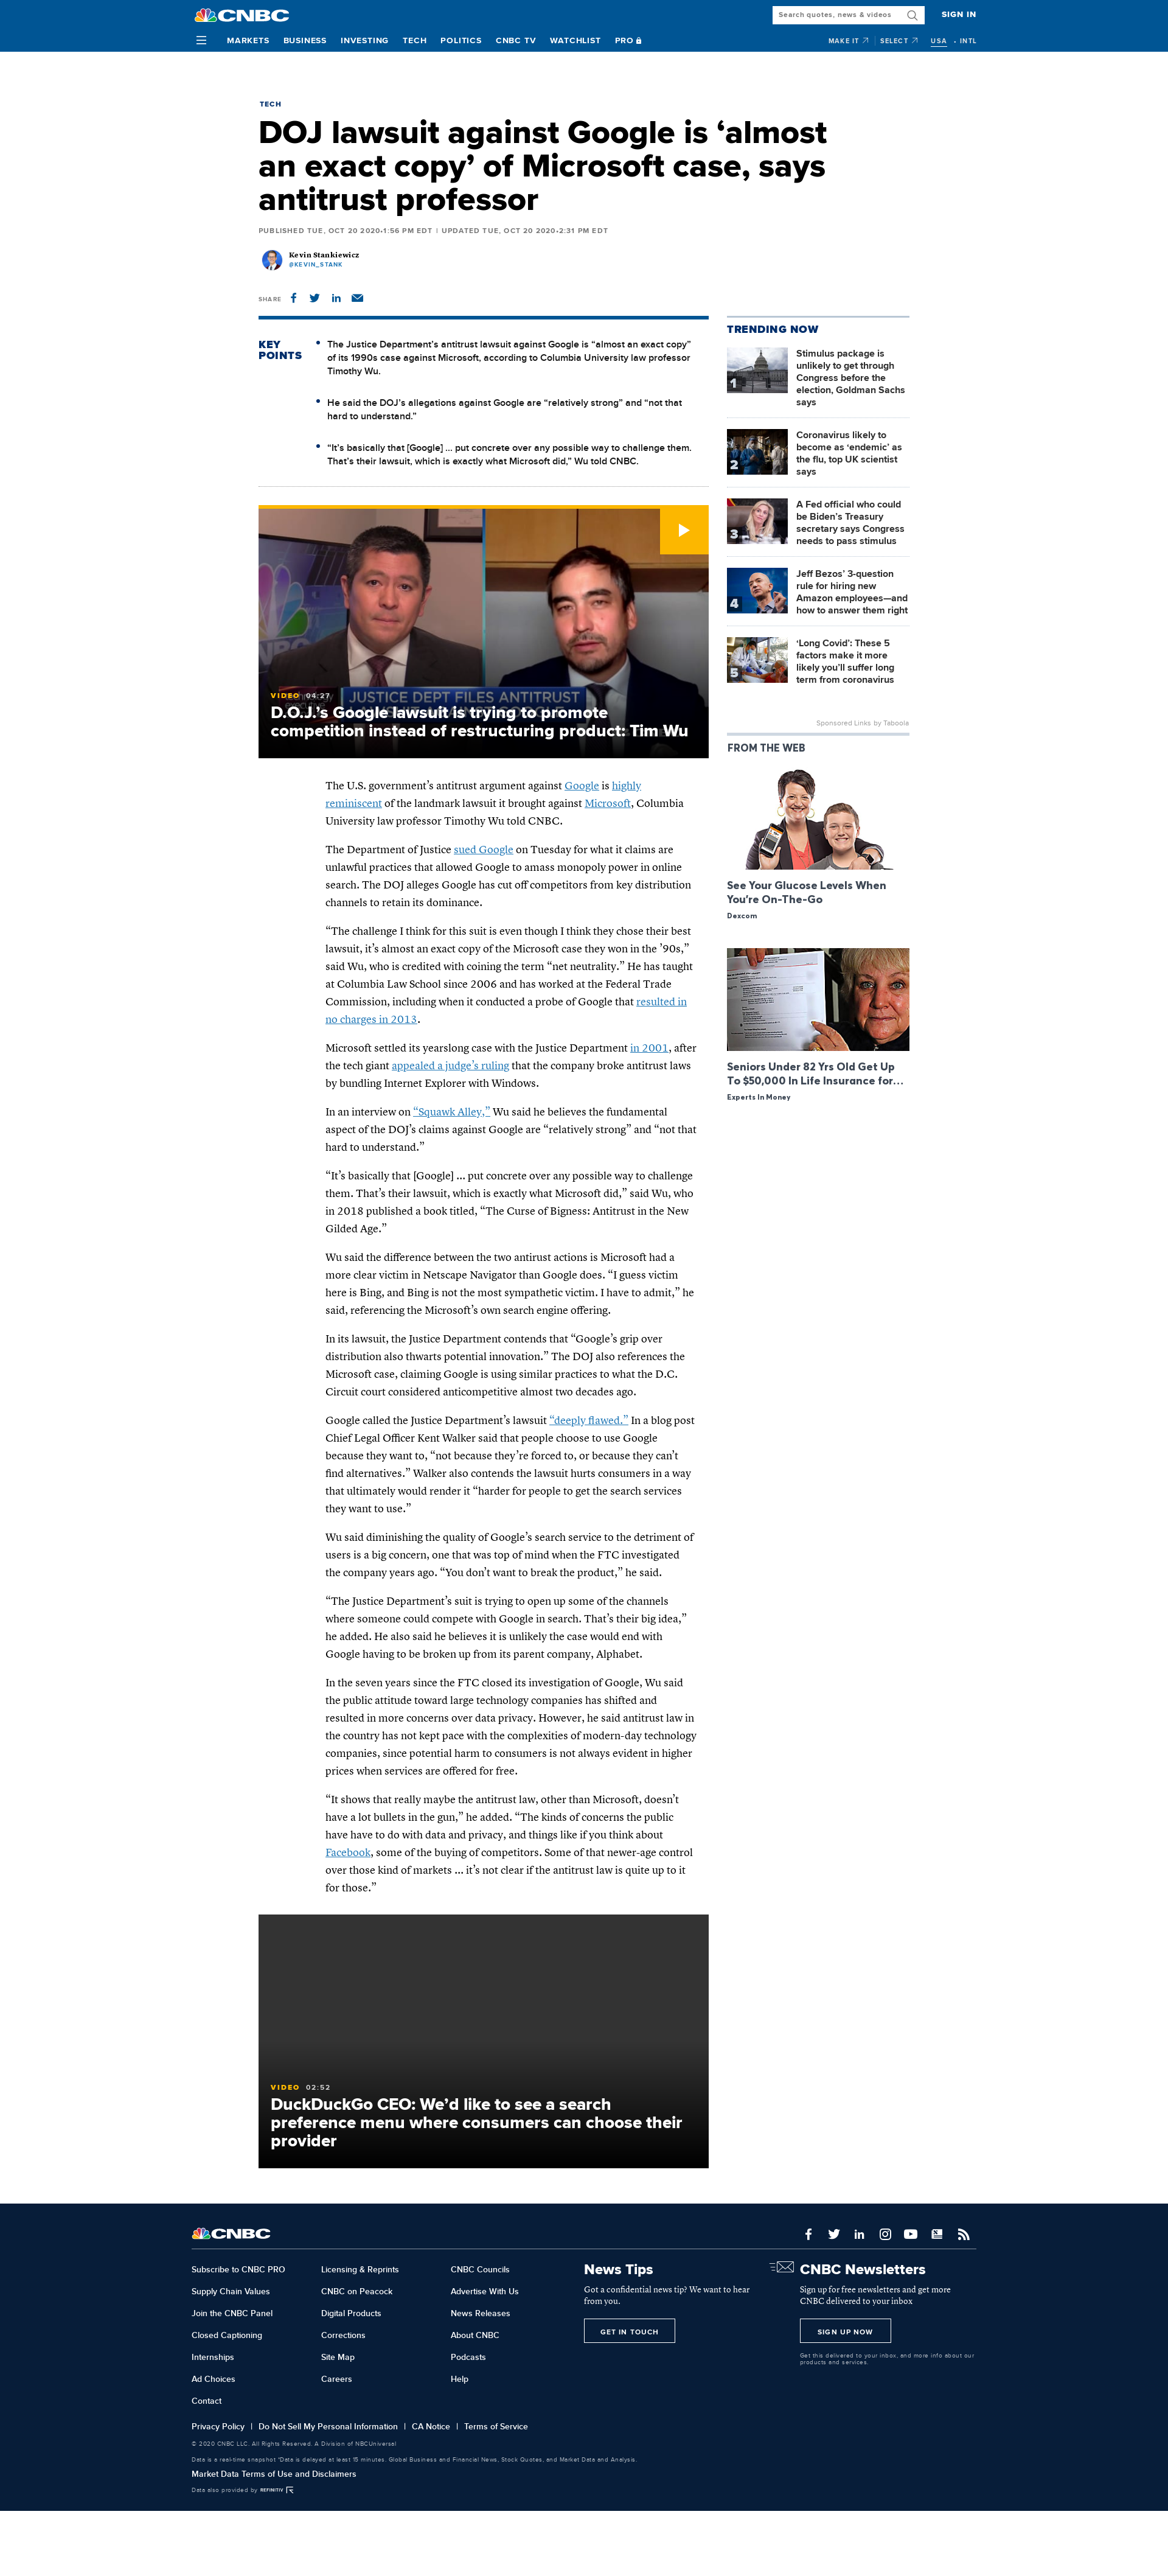 CNBC
Search quotes, news & videos
SIGN IN
MARKETS BUSINESS INVESTING TECH POLITICS CNBC TV WATCHLIST PRO
MAKE IT SELECT USA • INTL
TECH
DOJ lawsuit against Google is ‘almost
an exact copy’ of Microsoft case, says
antitrust professor
PUBLISHED TUE, OCT 20 2020•1:56 PM EDT | UPDATED TUE, OCT 20 2020•2:31 PM EDT
Kevin Stankiewicz
@KEVIN_STANK
SHARE
KEY
POINTS
• The Justice Department’s antitrust lawsuit against Google is “almost an exact copy”
of its 1990s case against Microsoft, according to Columbia University law professor
Timothy Wu.
• He said the DOJ’s allegations against Google are “relatively strong” and “not that
hard to understand.”
• “It’s basically that [Google] ... put concrete over any possible way to challenge them.
That’s their lawsuit, which is exactly what Microsoft did,” Wu told CNBC.
JUSTICE DEPT FILES ANTITRUST
VIDEO 04:27
D.O.J.’s Google lawsuit is trying to promote
competition instead of restructuring product: Tim Wu
The U.S. government’s antitrust argument against Google is highly
reminiscent of the landmark lawsuit it brought against Microsoft, Columbia
University law professor Timothy Wu told CNBC.
The Department of Justice sued Google on Tuesday for what it claims are
unlawful practices that allowed Google to amass monopoly power in online
search. The DOJ alleges Google has cut off competitors from key distribution
channels to retain its dominance.
“The challenge I think for this suit is even though I think they chose their best
lawsuit, it’s almost an exact copy of the Microsoft case they won in the ’90s,”
said Wu, who is credited with coining the term “net neutrality.” He has taught
at Columbia Law School since 2006 and has worked at the Federal Trade
Commission, including when it conducted a probe of Google that resulted in
no charges in 2013.
Microsoft settled its yearslong case with the Justice Department in 2001, after
the tech giant appealed a judge’s ruling that the company broke antitrust laws
by bundling Internet Explorer with Windows.
In an interview on “Squawk Alley,” Wu said he believes the fundamental
aspect of the DOJ’s claims against Google are “relatively strong” and “not that
hard to understand.”
“It’s basically that [Google] ... put concrete over any possible way to challenge
them. That’s their lawsuit, which is exactly what Microsoft did,” said Wu, who
in 2018 published a book titled, “The Curse of Bigness: Antitrust in the New
Gilded Age.”
Wu said the difference between the two antirust actions is Microsoft had a
more clear victim in Netscape Navigator than Google does. “I guess victim
here is Bing, and Bing is not the most sympathetic victim. I have to admit,” he
said, referencing the Microsoft’s own search engine offering.
In its lawsuit, the Justice Department contends that “Google’s grip over
distribution also thwarts potential innovation.” The DOJ also references the
Microsoft case, claiming Google is using similar practices to what the D.C.
Circuit court considered anticompetitive almost two decades ago.
Google called the Justice Department’s lawsuit “deeply flawed.” In a blog post
Chief Legal Officer Kent Walker said that people choose to use Google
because they want to, “not because they’re forced to, or because they can’t
find alternatives.” Walker also contends the lawsuit hurts consumers in a way
that ultimately would render it “harder for people to get the search services
they want to use.”
Wu said diminishing the quality of Google’s search service to the detriment of
users is a big concern, one that was top of mind when the FTC investigated
the company years ago. “You don’t want to break the product,” he said.
“The Justice Department’s suit is trying to open up some of the channels
where someone could compete with Google in search. That’s their big idea,”
he added. He also said he believes it is unlikely the case would end with
Google having to be broken up from its parent company, Alphabet.
In the seven years since the FTC closed its investigation of Google, Wu said
the public attitude toward large technology companies has shifted and
resulted in more concerns over data privacy. However, he said antitrust law in
the country has not kept pace with the complexities of modern-day technology
companies, since potential harm to consumers is not always evident in higher
prices when services are offered for free.
“It shows that really maybe the antitrust law, other than Microsoft, doesn’t
have a lot bullets in the gun,” he added. “The kinds of concerns the public
have have to do with data and privacy, and things like if you think about
Facebook, some of the buying of competitors. Some of that newer-age control
over those kind of markets ... it’s not clear if the antitrust law is quite up to it
for those.”
VIDEO 02:52
DuckDuckGo CEO: We’d like to see a search
preference menu where consumers can choose their
provider
TRENDING NOW
1
Stimulus package is
unlikely to get through
Congress before the
election, Goldman Sachs
says
2
Coronavirus likely to
become as ‘endemic’ as
the flu, top UK scientist
says
3
A Fed official who could
be Biden’s Treasury
secretary says Congress
needs to pass stimulus
4
Jeff Bezos’ 3-question
rule for hiring new
Amazon employees—and
how to answer them right
5
‘Long Covid’: These 5
factors make it more
likely you’ll suffer long
term from coronavirus
Sponsored Links by Taboola
FROM THE WEB
See Your Glucose Levels When
You’re On-The-Go
Dexcom
Seniors Under 82 Yrs Old Get Up
To $50,000 In Life Insurance for...
Experts In Money
CNBC
Subscribe to CNBC PRO
Supply Chain Values
Join the CNBC Panel
Closed Captioning
Internships
Ad Choices
Contact
Licensing & Reprints
CNBC on Peacock
Digital Products
Corrections
Site Map
Careers
CNBC Councils
Advertise With Us
News Releases
About CNBC
Podcasts
Help
News Tips
Got a confidential news tip? We want to hear
from you.
GET IN TOUCH
CNBC Newsletters
Sign up for free newsletters and get more
CNBC delivered to your inbox
SIGN UP NOW
Get this delivered to your inbox, and more info about our
products and services.
Privacy Policy | Do Not Sell My Personal Information | CA Notice | Terms of Service
© 2020 CNBC LLC. All Rights Reserved. A Division of NBCUniversal
Data is a real-time snapshot *Data is delayed at least 15 minutes. Global Business and Financial News, Stock Quotes, and Market Data and Analysis.
Market Data Terms of Use and Disclaimers
Data also provided by REFINITIV